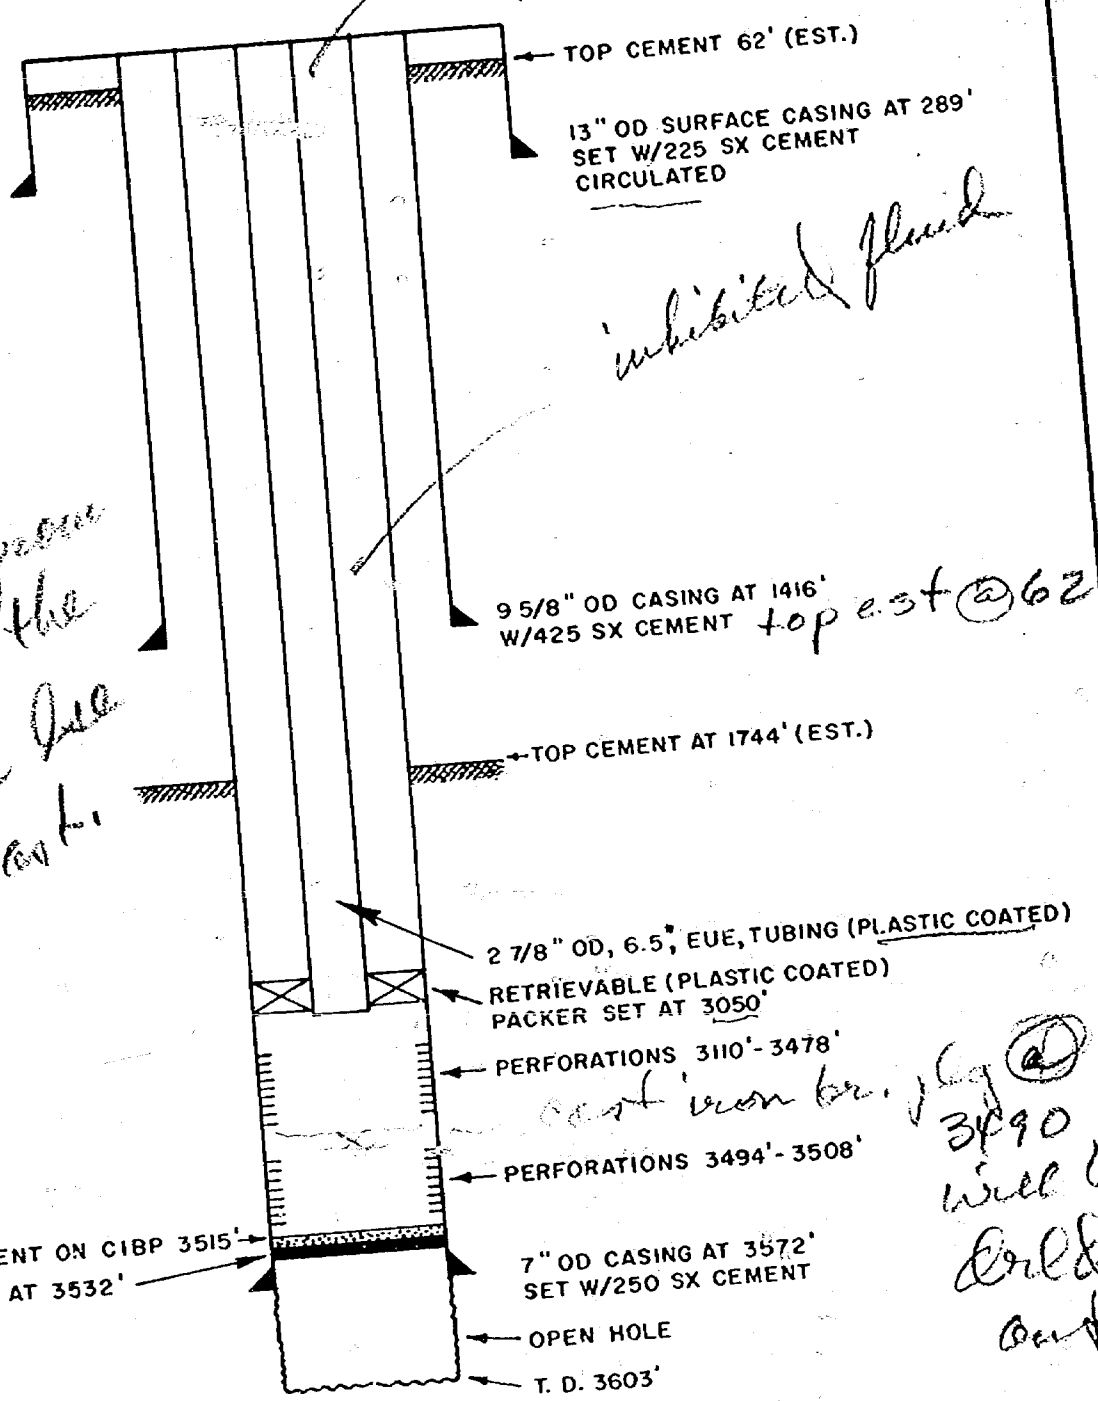 TOP CEMENT 62' (EST.)
13" OD SURFACE CASING AT 289'
SET W/225 SX CEMENT
CIRCULATED
inhibited fluid
the
9 5/8" OD CASING AT 1416'
W/425 SX CEMENT top est @ 62
TOP CEMENT AT 1744' (EST.)
2 7/8" OD, 6.5#, EUE, TUBING (PLASTIC COATED)
RETRIEVABLE (PLASTIC COATED)
PACKER SET AT 3050'
PERFORATIONS 3110'-3478'
cast iron br. plg @
3490
will
drld
out
PERFORATIONS 3494'-3508'
ENT ON CIBP 3515'
AT 3532'
7" OD CASING AT 3572'
SET W/250 SX CEMENT
OPEN HOLE
T. D. 3603'